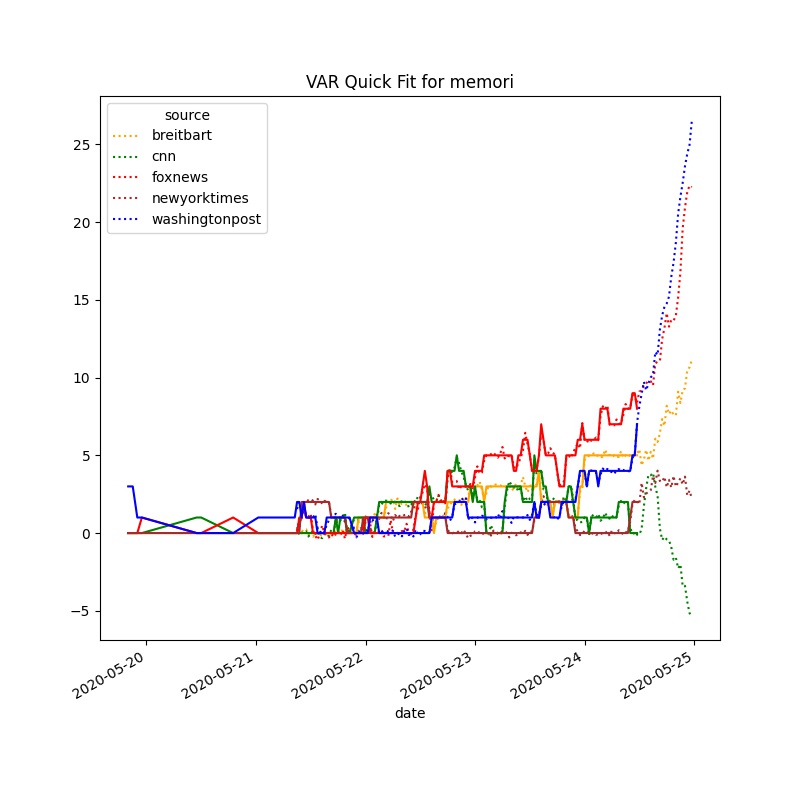 VAR Quick Fit for memori
source
breitbart
cnn
foxnews
newyorktimes
washingtonpost
25
20
15
10
5
0
−5
2020-05-20
2020-05-21
2020-05-22
2020-05-23
2020-05-24
2020-05-25
date